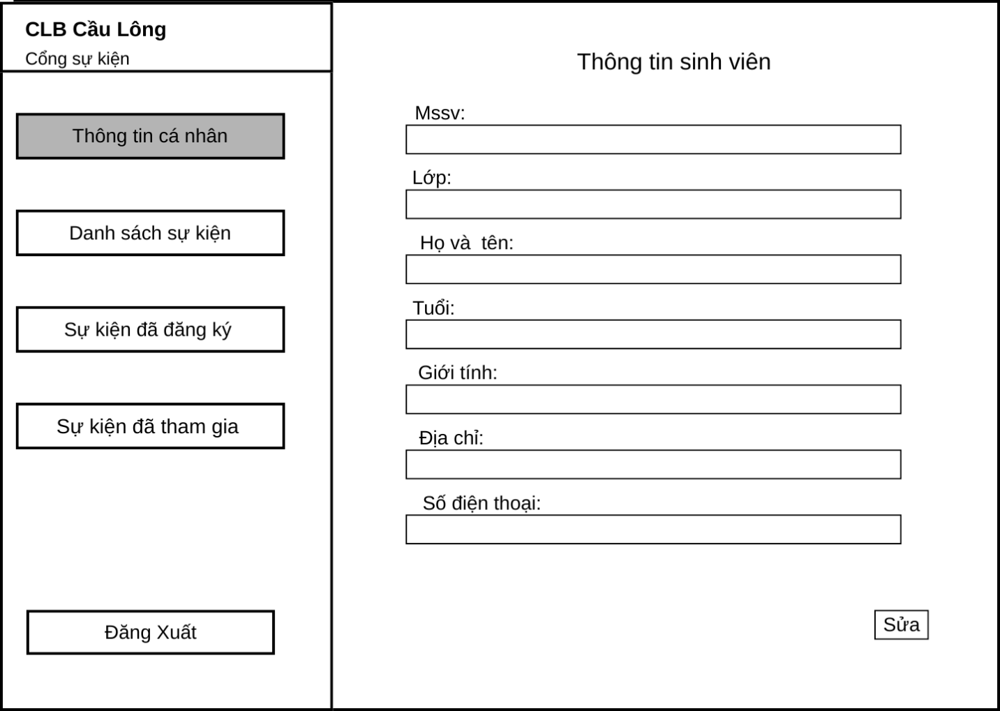 CLB Cầu Lông
Cổng sự kiện
Thông tin cá nhân
Danh sách sự kiện
Sự kiện đã đăng ký
Sự kiện đã tham gia
Đăng Xuất
Thông tin sinh viên
Mssv:
Lớp:
Họ và  tên:
Tuổi:
Giới tính:
Địa chỉ:
Số điện thoại:
Sửa